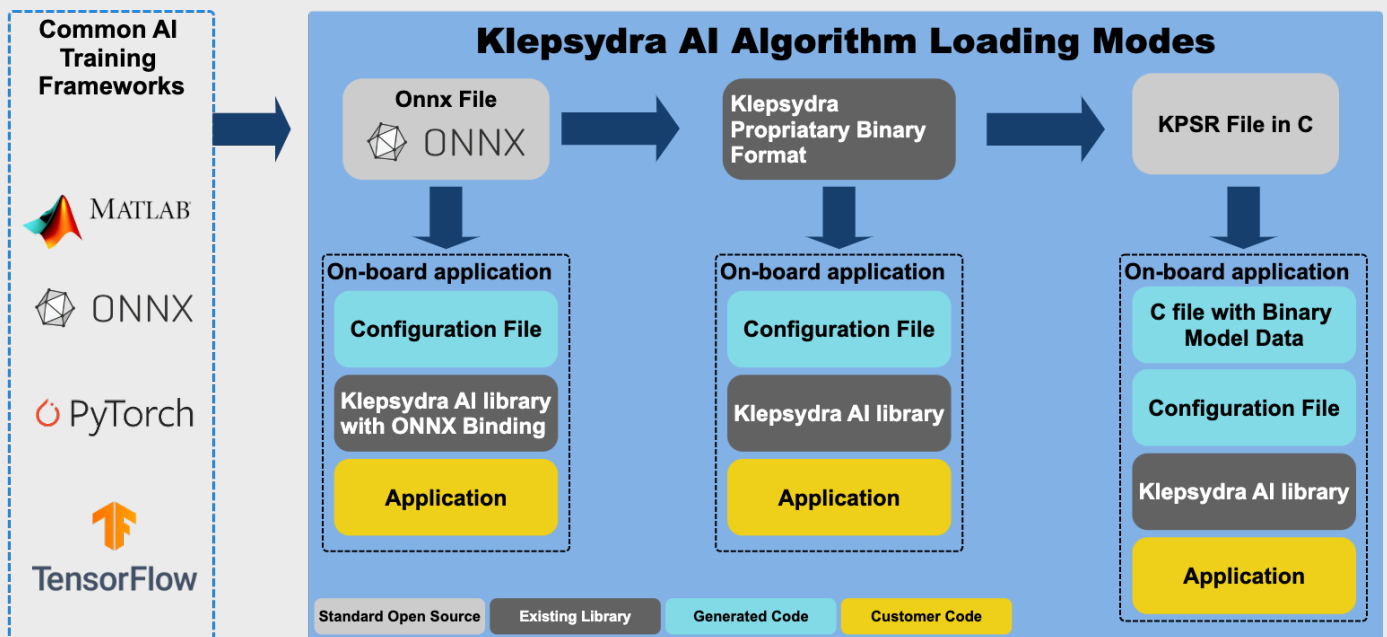 Common AI
Training
Frameworks
MATLAB
ONNX
PyTorch
TensorFlow
Klepsydra AI Algorithm Loading Modes
Onnx File
ONNX
Klepsydra
Propriatary Binary
Format
KPSR File in C
On-board application
Configuration File
Klepsydra AI library
with ONNX Binding
Application
On-board application
Configuration File
Klepsydra AI library
Application
On-board application
C file with Binary
Model Data
Configuration File
Klepsydra AI library
Application
Standard Open Source
Existing Library
Generated Code
Customer Code